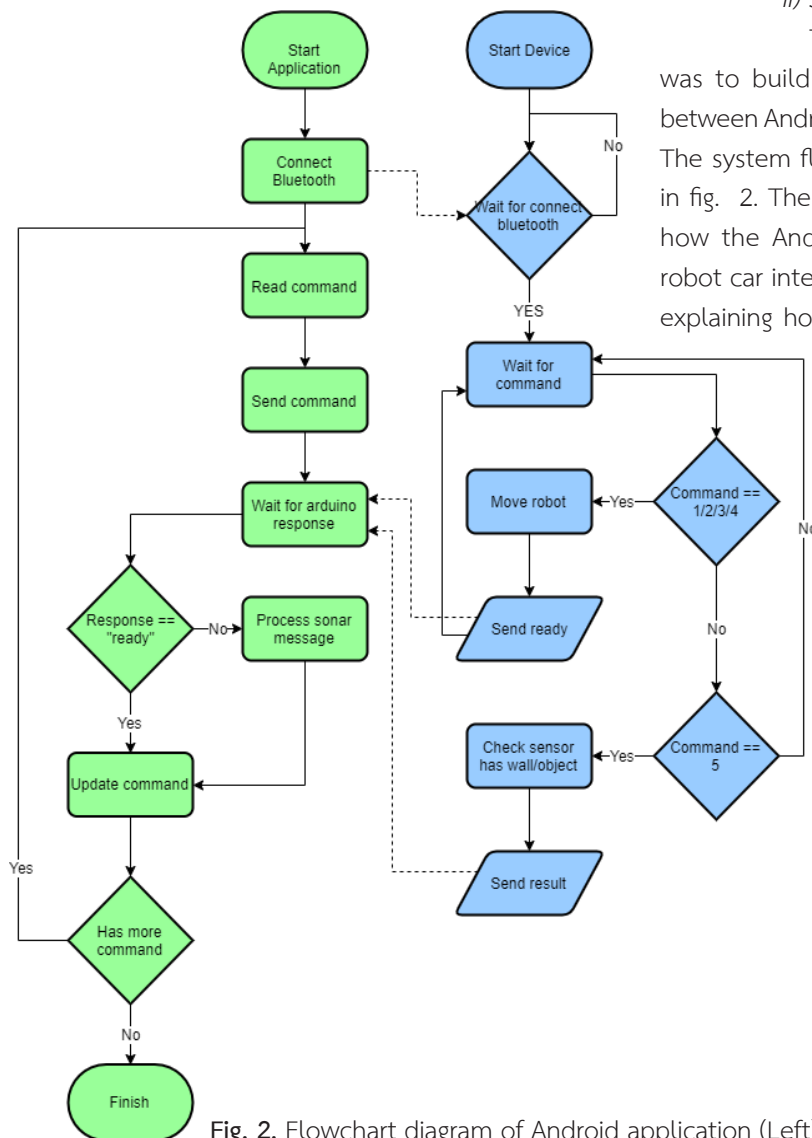 Start
Application
Connect
Bluetooth
Read command
Send command
Wait for arduino
response
Response ==
"ready"
No
Process sonar
message
Yes
Update command
Yes
Has more
command
No
Finish
Start Device
No
Wait for connect
bluetooth
YES
Wait for
command
Command ==
1/2/3/4
Yes
Move robot
Send ready
No
Command ==
5
No
Yes
Check sensor
has wall/object
Send result
ii)
was to build
between Andr
The system fl
in fig. 2. The
how the And
robot car inte
explaining ho
Fig. 2. Flowchart diagram of Android application (Left)